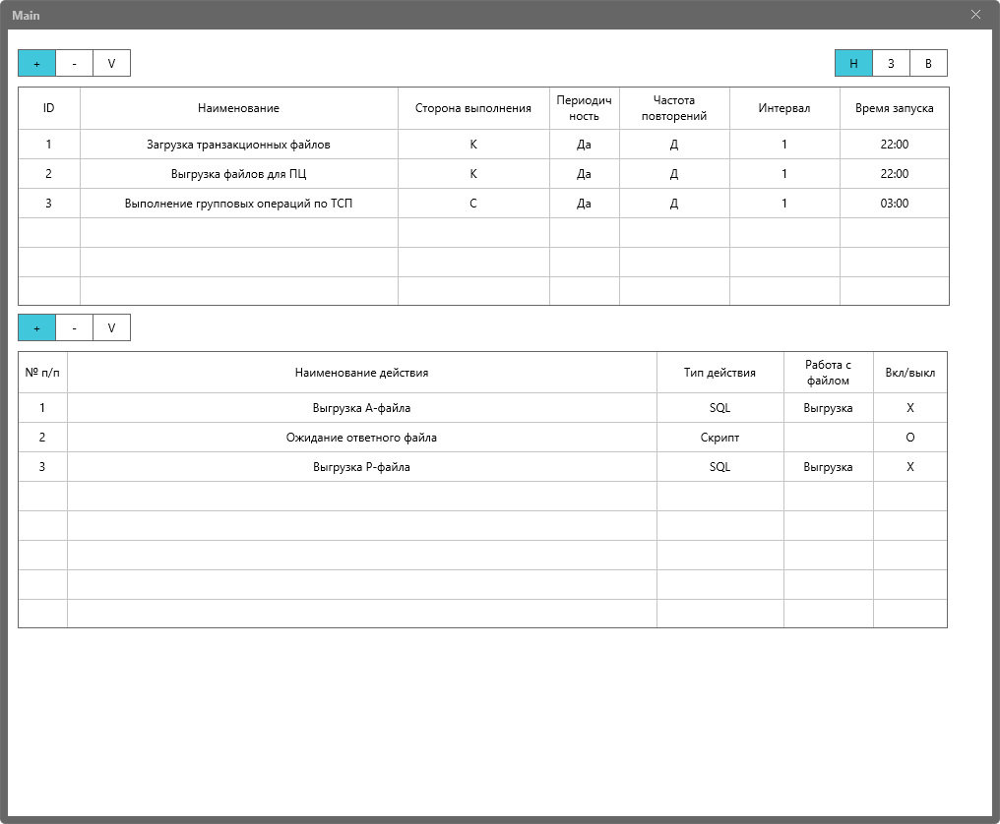 Main
+ - V Н З В
ID Наименование Сторона выполнения Периодич
ность Частота
повторений Интервал Время запуска
1 Загрузка транзакционных файлов К Да Д 1 22:00
2 Выгрузка файлов для ПЦ К Да Д 1 22:00
3 Выполнение групповых операций по ТСП С Да Д 1 03:00
+ - V
№ п/п Наименование действия Тип действия Работа с
файлом Вкл/выкл
1 Выгрузка А-файла SQL Выгрузка X
2 Ожидание ответного файла Скрипт O
3 Выгрузка Р-файла SQL Выгрузка X